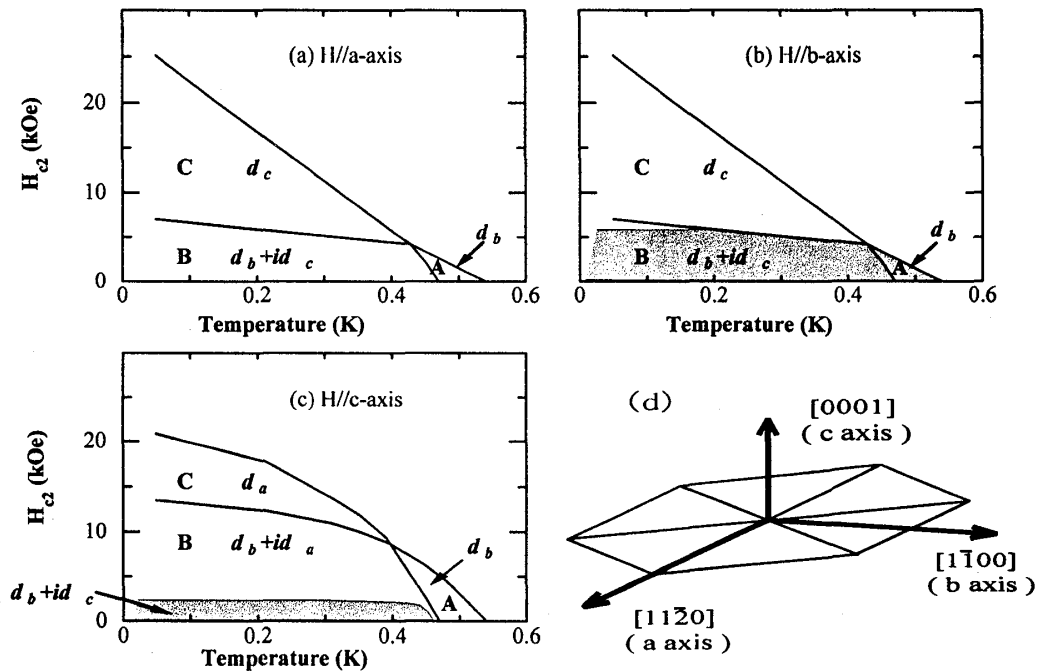 (a) H//a-axis
H_c2 (kOe)
20
10
0
C d_c
B d_b+id_c
A
d_b
0 0.2 0.4 0.6
Temperature (K)
(b) H//b-axis
20
10
0
C d_c
B d_b+id_c
A
d_b
0 0.2 0.4 0.6
Temperature (K)
(c) H//c-axis
H_c2 (kOe)
20
10
0
C d_a
B d_b+id_a
d_b+id_c
A
d_b
0 0.2 0.4 0.6
Temperature (K)
(d)
[0001]
( c axis )
[11̄00]
( b axis )
[112̄0]
( a axis )